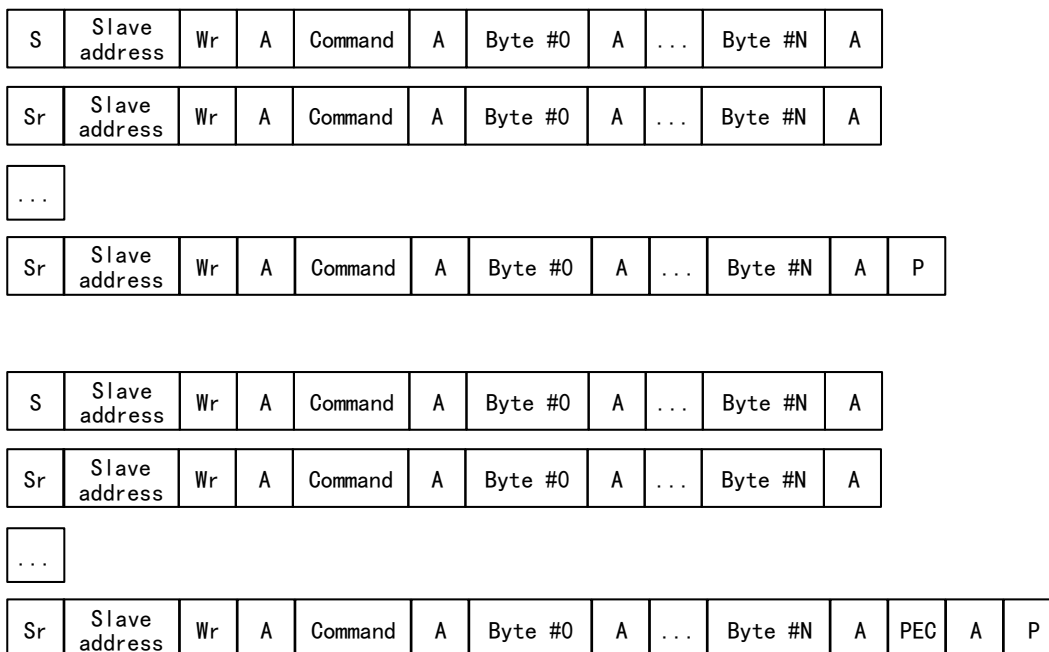 S Slave address Wr A Command A Byte #0 A ... Byte #N A
Sr Slave address Wr A Command A Byte #0 A ... Byte #N A
...
Sr Slave address Wr A Command A Byte #0 A ... Byte #N A P
S Slave address Wr A Command A Byte #0 A ... Byte #N A
Sr Slave address Wr A Command A Byte #0 A ... Byte #N A
...
Sr Slave address Wr A Command A Byte #0 A ... Byte #N A PEC A P